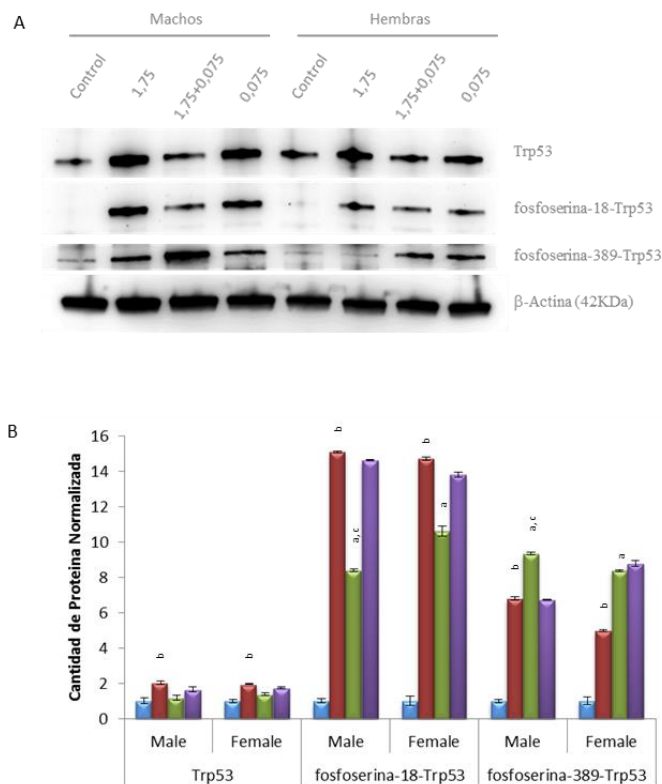 A
Machos Hembras
Control 1,75 1,75+0,075 0,075 Control 1,75 1,75+0,075 0,075
Trp53
fosfoserina-18-Trp53
fosfoserina-389-Trp53
β-Actina (42KDa)
B
Cantidad de Proteina Normalizada
16
14
12
10
8
6
4
2
0
b b b a,c b a b a,c b a
Male Female Male Female Male Female
Trp53 fosfoserina-18-Trp53 fosfoserina-389-Trp53